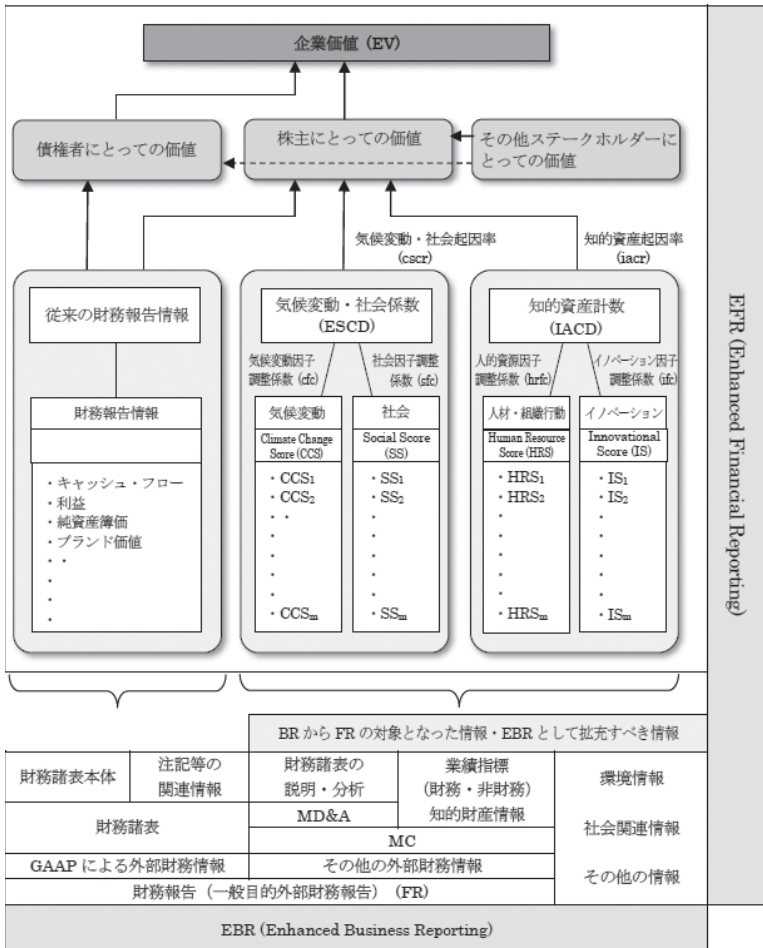 企業価値 (EV)
債権者にとっての価値
株主にとっての価値
その他ステークホルダーに
とっての価値
気候変動・社会起因率
(cscr)
知的資産起因率
(iacr)
従来の財務報告情報
財務報告情報
・キャッシュ・フロー
・利益
・純資産簿価
・ブランド価値
・・
・
・
・
気候変動・社会係数
(ESCD)
気候変動因子
調整係数 (cfc)
社会因子調整
係数 (sfc)
気候変動
Climate Change
Score (CCS)
・CCS1
・CCS2
・・
・
・
・
・
・CCSm
社会
Social Score
(SS)
・SS1
・SS2
・
・
・
・
・
・SSm
知的資産計数
(IACD)
人的資源因子
調整係数 (hrfc)
イノベーション因子
調整係数 (ifc)
人材・組織行動
Human Resource
Score (HRS)
・HRS1
・HRS2
・
・
・
・
・
・HRSm
イノベーション
Innovational
Score (IS)
・IS1
・IS2
・
・
・
・
・
・ISm
EFR (Enhanced Financial Reporting)
BR から FR の対象となった情報・EBR として拡充すべき情報
財務諸表本体
注記等の
関連情報
財務諸表の
説明・分析
業績指標
(財務・非財務)
知的財産情報
環境情報
社会関連情報
その他の情報
財務諸表
MD&A
MC
GAAP による外部財務情報
その他の外部財務情報
財務報告（一般目的外部財務報告）(FR)
EBR (Enhanced Business Reporting)